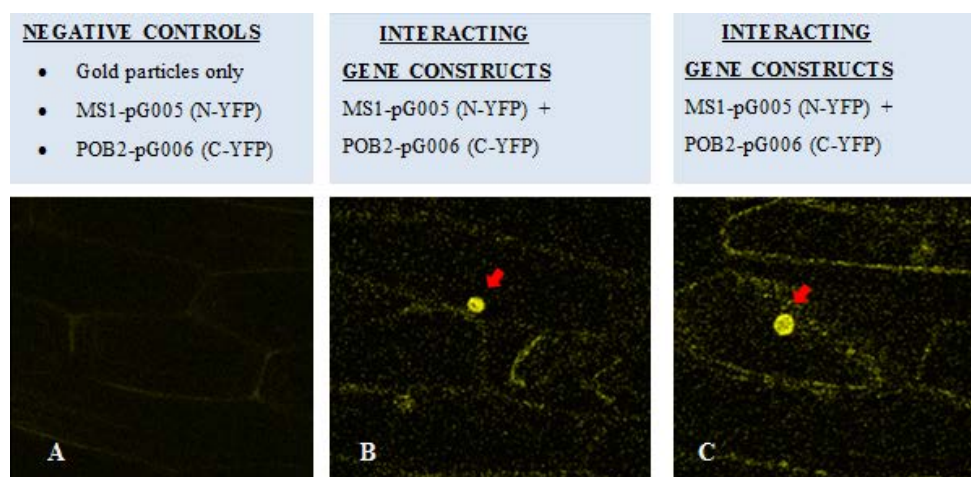 NEGATIVE CONTROLS
• Gold particles only
• MS1-pG005 (N-YFP)
• POB2-pG006 (C-YFP)
INTERACTING
GENE CONSTRUCTS
MS1-pG005 (N-YFP) +
POB2-pG006 (C-YFP)
INTERACTING
GENE CONSTRUCTS
MS1-pG005 (N-YFP) +
POB2-pG006 (C-YFP)
A
B
C